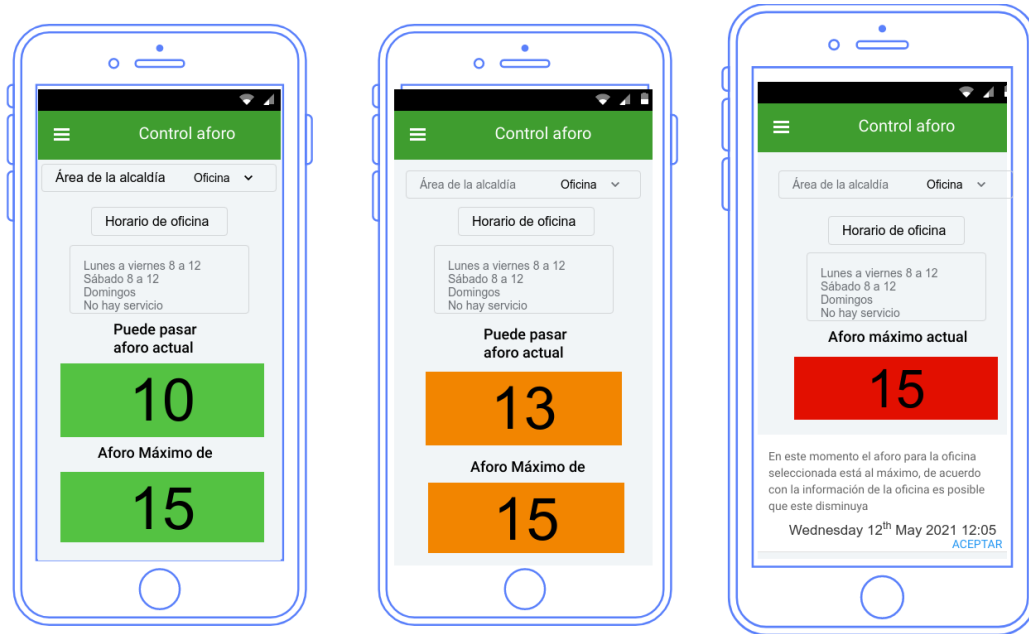 Control aforo
Área de la alcaldía Oficina
Horario de oficina
Lunes a viernes 8 a 12
Sábado 8 a 12
Domingos
No hay servicio
Puede pasar
aforo actual
10
Aforo Máximo de
15
Control aforo
Área de la alcaldía Oficina
Horario de oficina
Lunes a viernes 8 a 12
Sábado 8 a 12
Domingos
No hay servicio
Puede pasar
aforo actual
13
Aforo Máximo de
15
Control aforo
Área de la alcaldía Oficina
Horario de oficina
Lunes a viernes 8 a 12
Sábado 8 a 12
Domingos
No hay servicio
Aforo máximo actual
15
En este momento el aforo para la oficina
seleccionada está al máximo, de acuerdo
con la información de la oficina es posible
que este disminuya
Wednesday 12th May 2021 12:05
ACEPTAR